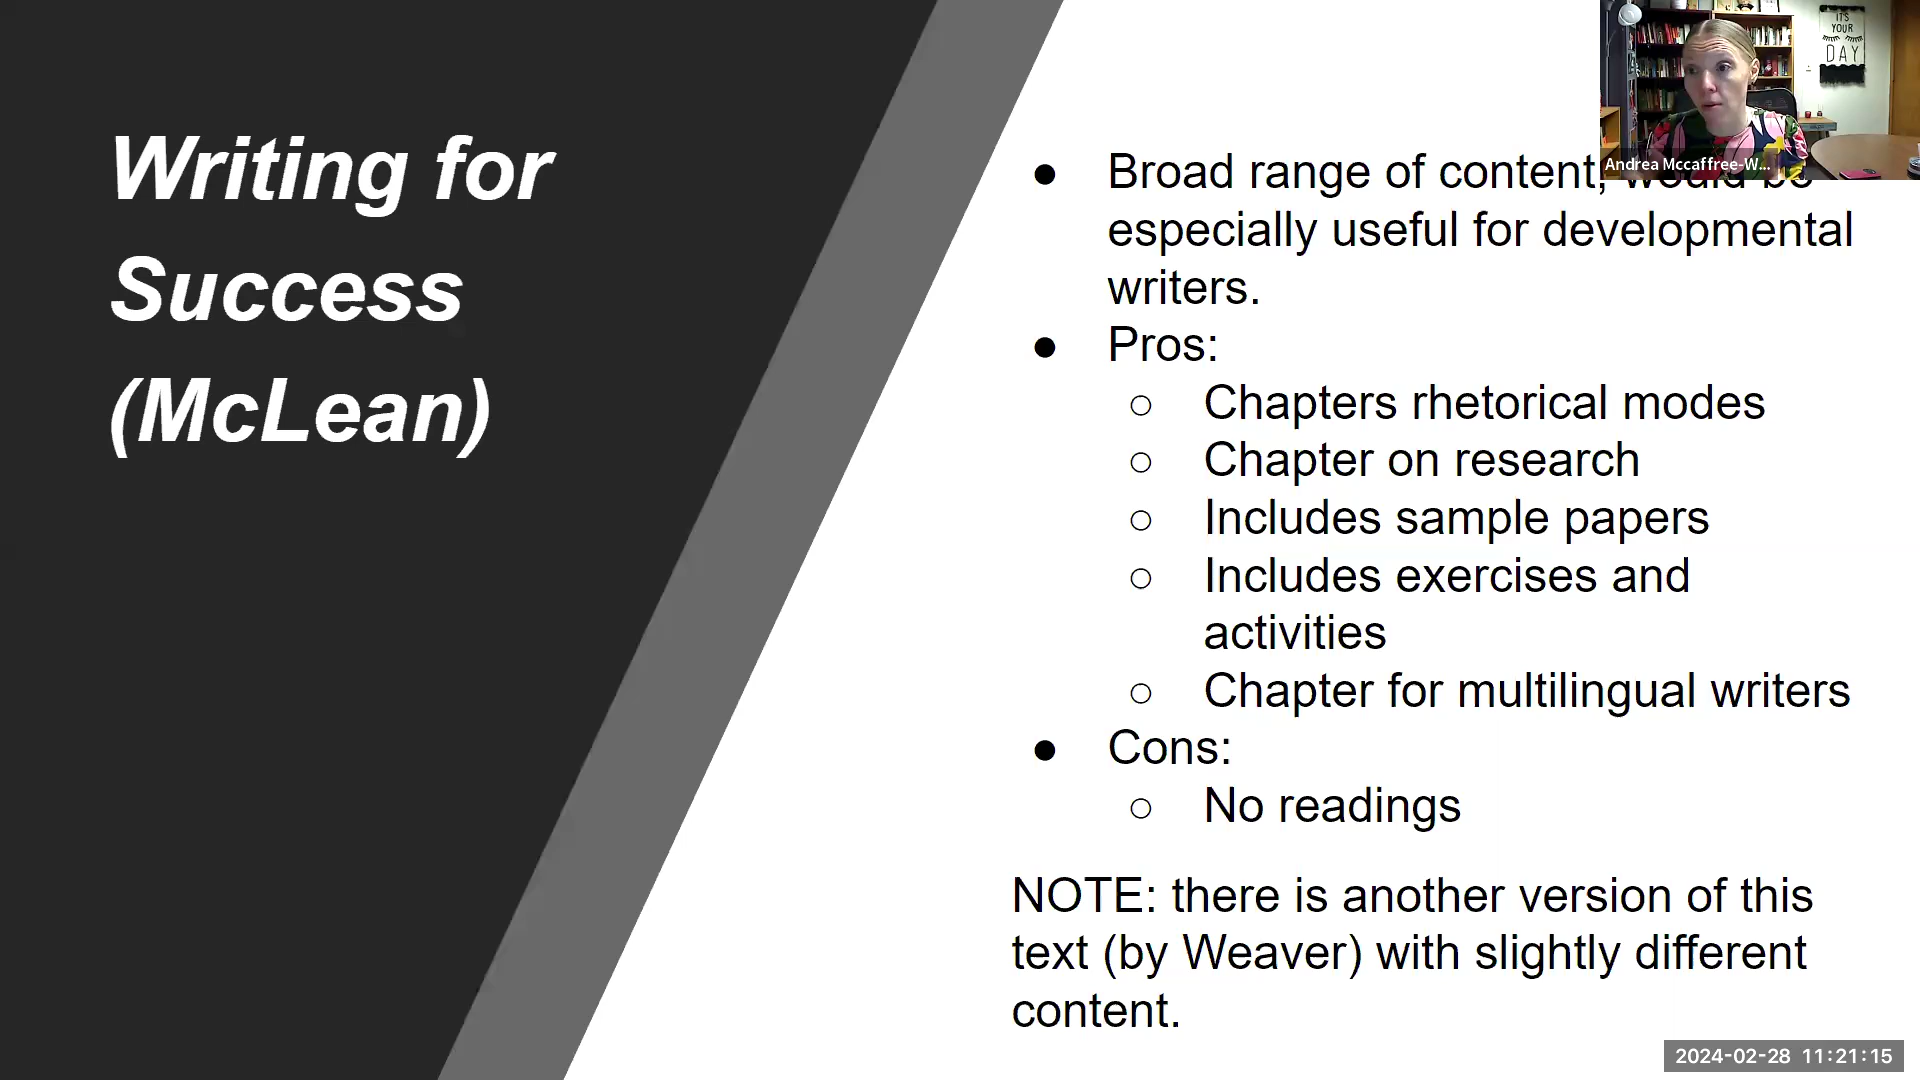 Writing for
Success
(McLean)
● Broad range of content, would be
especially useful for developmental
writers.
● Pros:
○ Chapters rhetorical modes
○ Chapter on research
○ Includes sample papers
○ Includes exercises and
activities
○ Chapter for multilingual writers
● Cons:
○ No readings
NOTE: there is another version of this
text (by Weaver) with slightly different
content.
IT'S
YOUR
DAY
Andrea Mccaffree-W...
2024-02-28 11:21:15